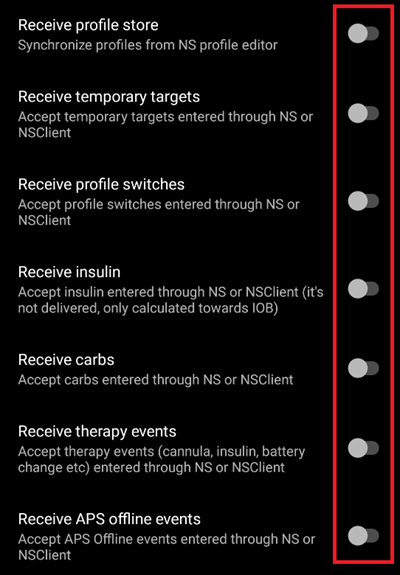 Receive profile store
Synchronize profiles from NS profile editor
Receive temporary targets
Accept temporary targets entered through NS or
NSClient
Receive profile switches
Accept profile switches entered through NS or
NSClient
Receive insulin
Accept insulin entered through NS or NSClient (it's
not delivered, only calculated towards IOB)
Receive carbs
Accept carbs entered through NS or NSClient
Receive therapy events
Accept therapy events (cannula, insulin, battery
change etc) entered through NS or NSClient
Receive APS offline events
Accept APS Offline events entered through NS or
NSClient